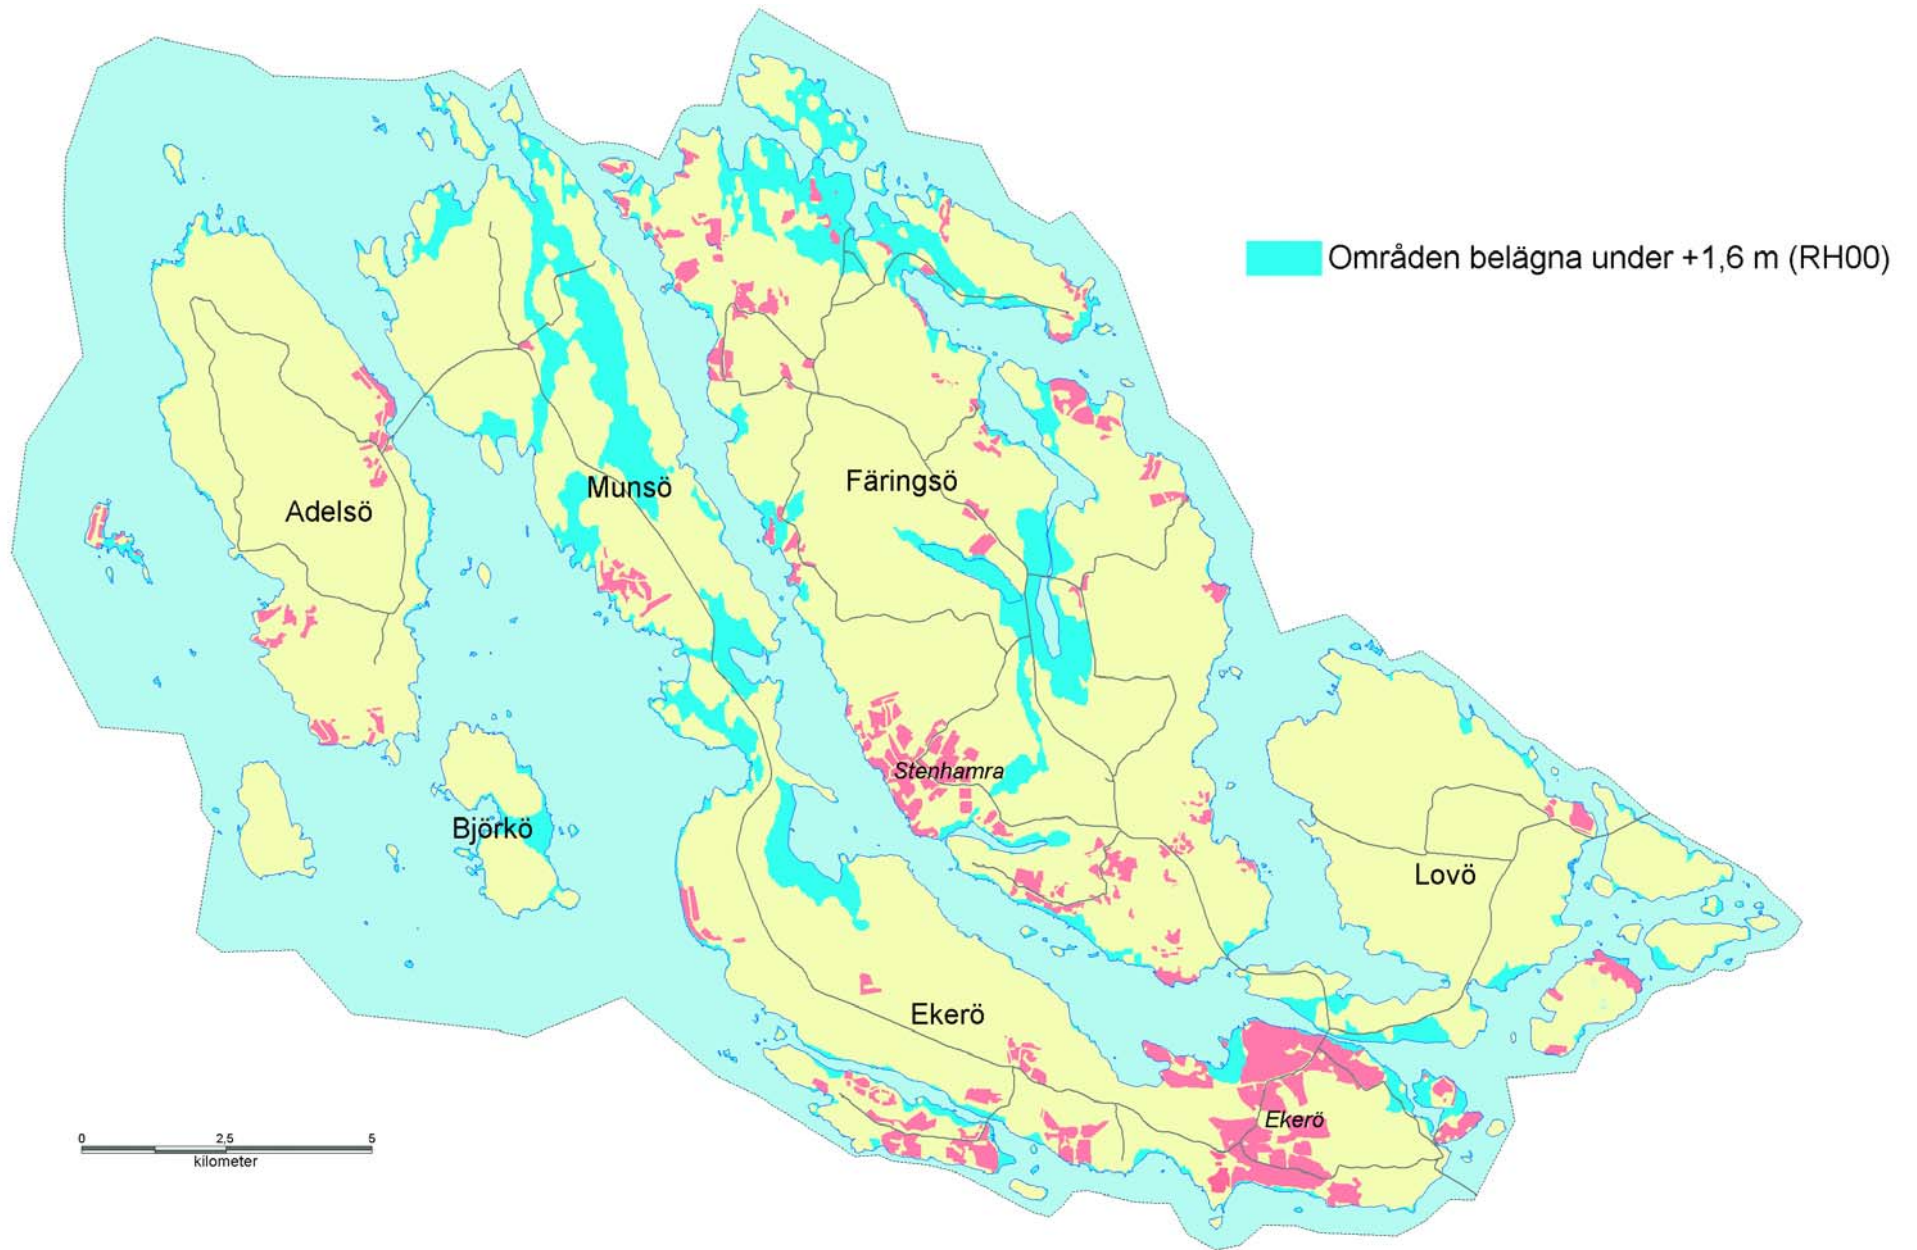 Områden belägna under +1,6 m (RH00)
Färingsö
Munsö
Adelsö
Stenhamra
Björkö
Lovö
Ekerö
Ekerö
0 2,5 5
kilometer